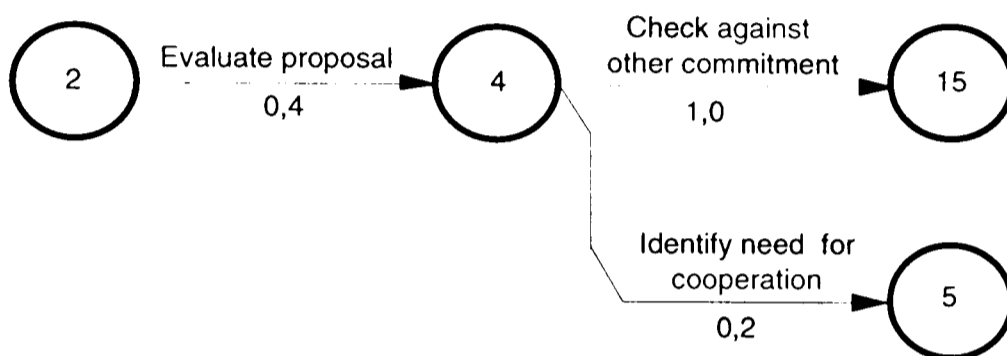 2
Evaluate proposal
0,4
4
Check against
other commitment
1,0
15
Identify need for
cooperation
0,2
5